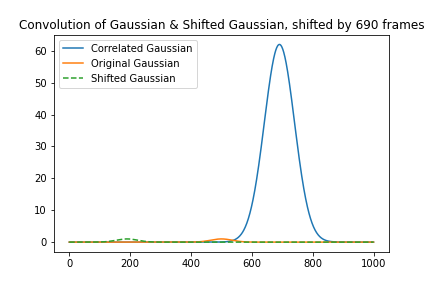 Convolution of Gaussian & Shifted Gaussian, shifted by 690 frames
Correlated Gaussian
Original Gaussian
Shifted Gaussian
60
50
40
30
20
10
0
0 200 400 600 800 1000